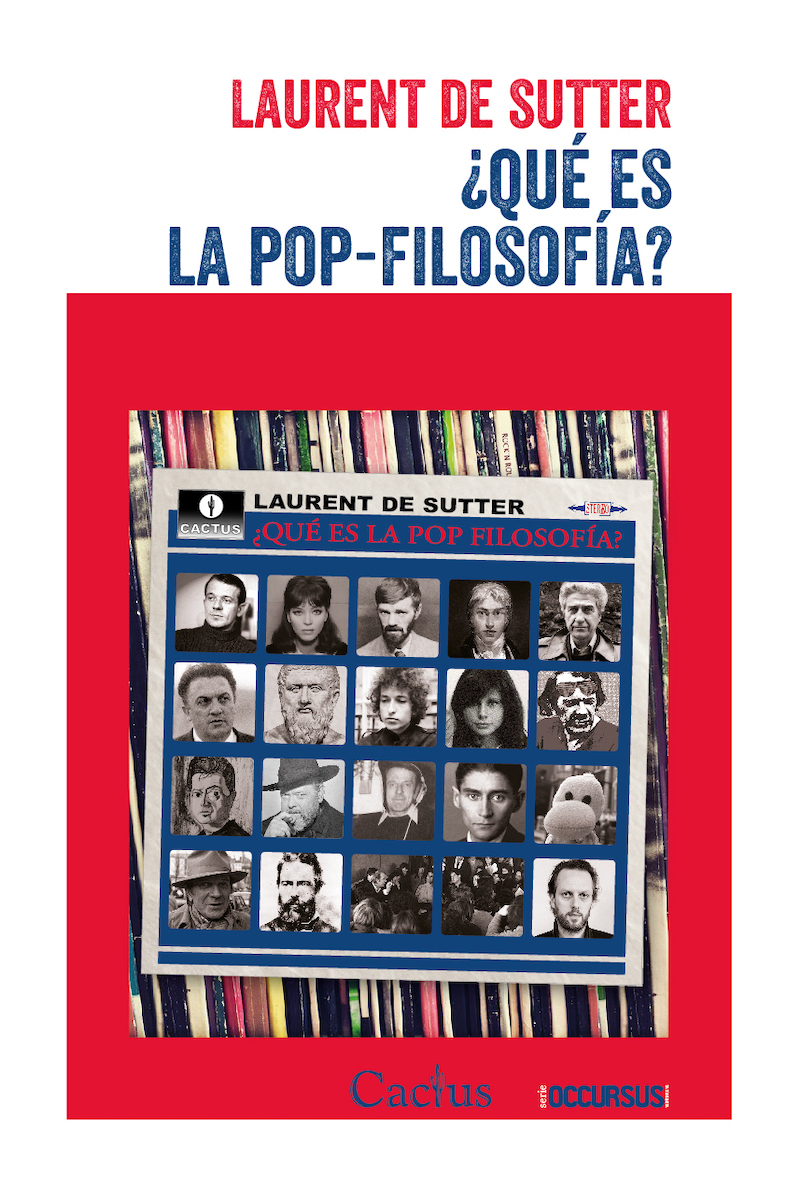 LAURENT DE SUTTER
¿QUÉ ES
LA POP-FILOSOFÍA?
ROCK'N ROLL
CACTUS
LAURENT DE SUTTER
STEREO
¿QUÉ ES LA POP FILOSOFÍA?
Cactus
serie
OCCURSUS